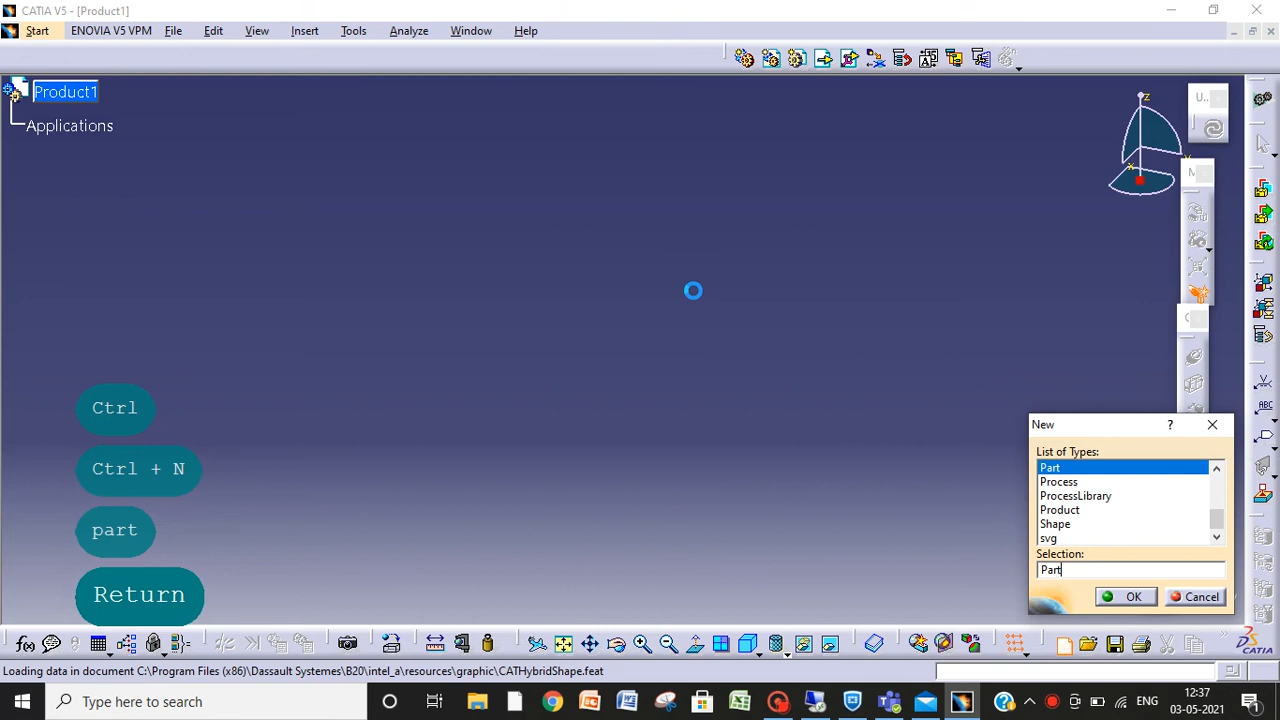 CATIA V5 - [Product1]
Start ENOVIA V5 VPM File Edit View Insert Tools Analyze Window Help
Product1
Applications
z
x
U..
M
Ctrl
Ctrl + N
part
Return
New
?
List of Types:
Part
Process
ProcessLibrary
Product
Shape
svg
Selection:
Part
OK Cancel
Loading data in document C:\Program Files (x86)\Dassault Systemes\B20\intel_a\resources\graphic\CATHybridShape.feat
CATIA
Type here to search
ENG
12:37
03-05-2021